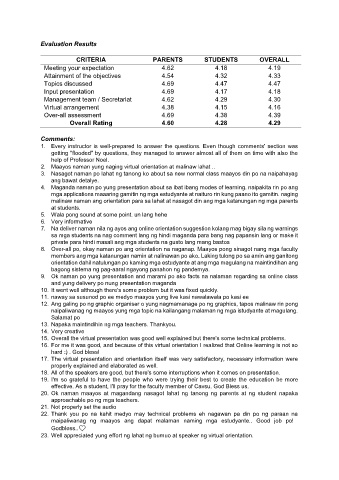 Evaluation Results
CRITERIA PARENTS STUDENTS OVERALL
Meeting your expectation 4.62 4.18 4.19
Attainment of the objectives 4.54 4.32 4.33
Topics discussed 4.69 4.47 4.47
Input presentation 4.69 4.17 4.18
Management team / Secretariat 4.62 4.29 4.30
Virtual arrangement 4.38 4.15 4.16
Over-all assessment 4.69 4.38 4.39
Overall Rating 4.60 4.28 4.29
Comments:
1. Every instructor is well-prepared to answer the questions. Even though comments' section was
getting "flooded" by questions, they managed to answer almost all of them on time with also the
help of Professor Noel.
2. Maayos naman yung naging virtual orientation at malinaw lahat ..
3. Nasagot naman po lahat ng tanong ko about sa new normal class maayos din po na naipahayag
ang bawat detalye.
4. Maganda naman po yung presentation about sa ibat ibang modes of learning, naipakita rin po ang
mga applications maaaring gamitin ng mga estudyante at naituro rin kung paano ito gamitin, naging
malinaw naman ang orientation para sa lahat at nasagot din ang mga katanungan ng mga parents
at students.
5. Wala pong sound at some point. un lang hehe
6. Very informative
7. Na deliver naman nila ng ayos ang online orientation suggestion kolang mag bigay sila ng warnings
sa mga students na nag comment lang ng hindi maganda para bang nag papansin lang or make it
private para hindi masali ang mga students na gusto lang meng bastos
8. Over-all po, okay naman po ang orientation na naganap. Maayos pong sinagot nang mga faculty
members ang mga katanungan namin at nalinawan po ako. Laking tulong po sa amin ang ganitong
orientation dahil natulungan po kaming mga estudyante at ang mga magulang na maintindihan ang
bagong sistema ng pag-aaral ngayong panahon ng pandemya.
9. Ok naman po yung presentation and marami po ako facts na nalaman regarding sa online class
and yung delivery po nung presentation maganda
10. It went well although there's some problem but it was fixed quickly.
11. naway sa susunod po ee medyo maayos yung live kasi nawalawala po kasi ee
12. Ang galing po ng graphic organiser o yung nagmamanage po ng graphics, tapos malinaw rin pong
naipaliwanag ng maayos yung mga topic na kailangang malaman ng mga istudyante at magulang.
Salamat po
13. Napaka maintindihin ng mga teachers. Thankyou.
14. Very creative
15. Overall the virtual presentation was good well explained but there's some technical problems.
16. For me it was good, and because of this virtual orientation I realized that Online learning is not so
hard :) . God bless!
17. The virtual presentation and orientation itself was very satisfactory, necessary information were
properly explained and elaborated as well.
18. All of the speakers are good, but there's some interruptions when it comes on presentation.
19. I'm so grateful to have the people who were trying their best to create the education be more
effective. As a student, I'll pray for the faculty member of Cavsu. God Bless us.
20. Ok naman maayos at magandang nasagot lahat ng tanong ng parents at ng student napaka
approachable po ng mga teachers.
21. Not properly set the audio
22. Thank you po na kahit medyo may technical problems eh nagawan pa din po ng paraan na
maipaliwanag ng maayos ang dapat malaman naming mga estudyante.. Good job po!
Godbless..♡
23. Well appreciated yung effort ng lahat ng bumuo at speaker ng virtual orientation.